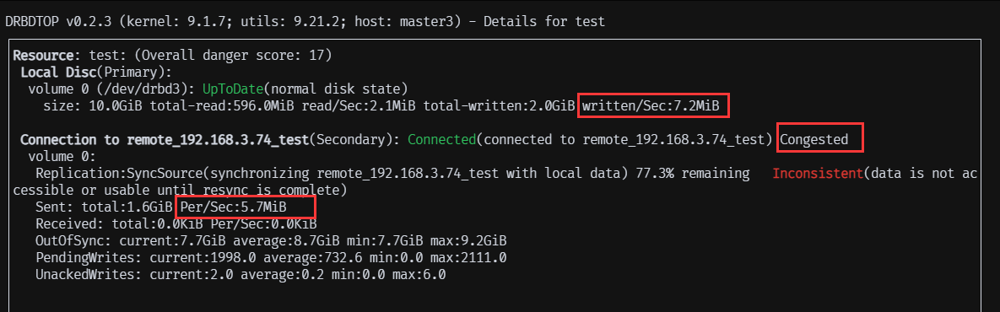 DRBDTOP v0.2.3 (kernel: 9.1.7; utils: 9.21.2; host: master3) - Details for test
Resource: test: (Overall danger score: 17)
Local Disc(Primary):
volume 0 (/dev/drbd3): UpToDate(normal disk state)
size: 10.0GiB total-read:596.0MiB read/Sec:2.1MiB total-written:2.0GiB written/Sec:7.2MiB
Connection to remote_192.168.3.74_test(Secondary): Connected(connected to remote_192.168.3.74_test) Congested
volume 0:
Replication:SyncSource(synchronizing remote_192.168.3.74_test with local data) 77.3% remaining Inconsistent(data is not ac
cessible or usable until resync is complete)
Sent: total:1.6GiB Per/Sec:5.7MiB
Received: total:0.0KiB Per/Sec:0.0KiB
OutOfSync: current:7.7GiB average:8.7GiB min:7.7GiB max:9.2GiB
PendingWrites: current:1998.0 average:732.6 min:0.0 max:2111.0
UnackedWrites: current:2.0 average:0.2 min:0.0 max:6.0